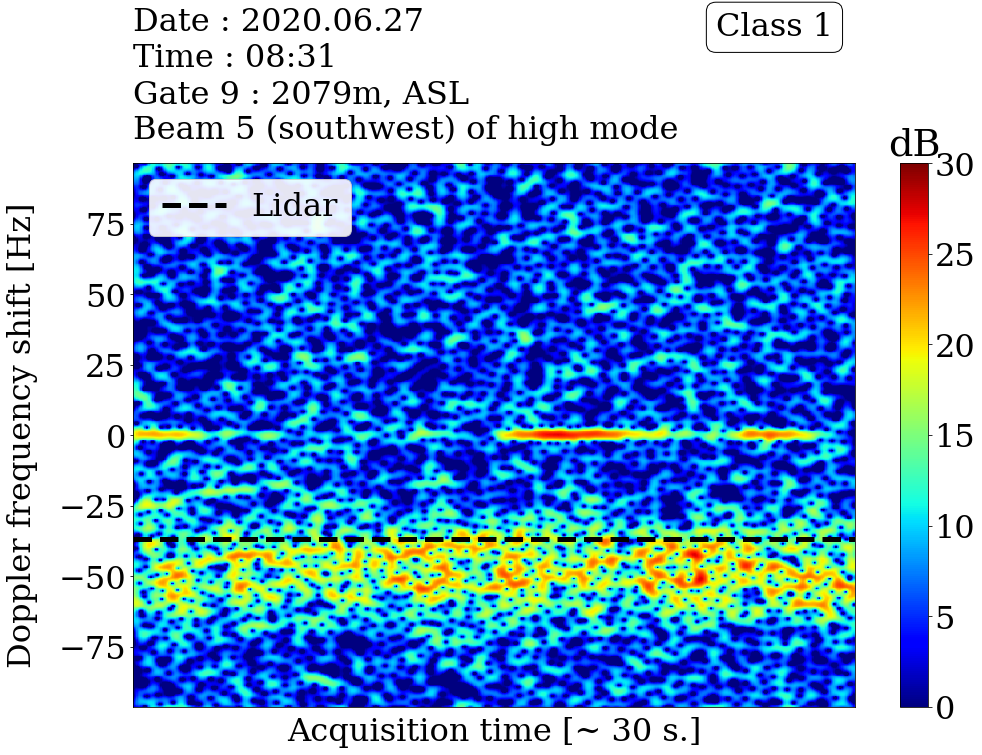 Date : 2020.06.27
Time : 08:31
Gate 9 : 2079m, ASL
Beam 5 (southwest) of high mode
Class 1
dB
Lidar
Doppler frequency shift [Hz]
75
50
25
0
−25
−50
−75
30
25
20
15
10
5
0
Acquisition time [~ 30 s.]